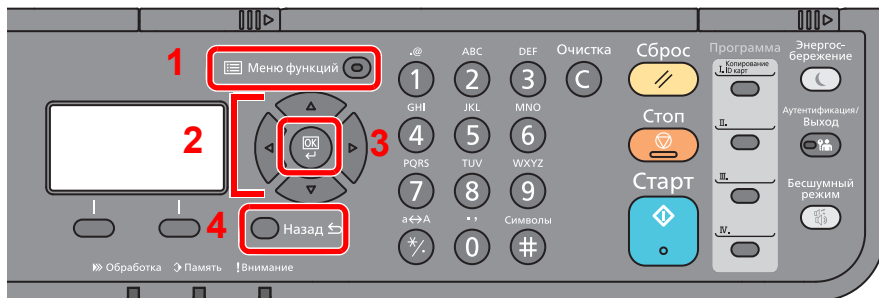 1
Меню функций
2
3
OK
4
Назад
Обработка
Память
!Внимание
.@
ABC
DEF
Очистка
1
2
3
C
GHI
JKL
MNO
4
5
6
PQRS
TUV
WXYZ
7
8
9
a↔A
.,
Символы
*/.
0
#
Сброс
Стоп
Старт
Программа
I. Копирование
ID карт
II.
III.
IV.
Энергос-
бережение
Аутентификация/
Выход
Бесшумный
режим